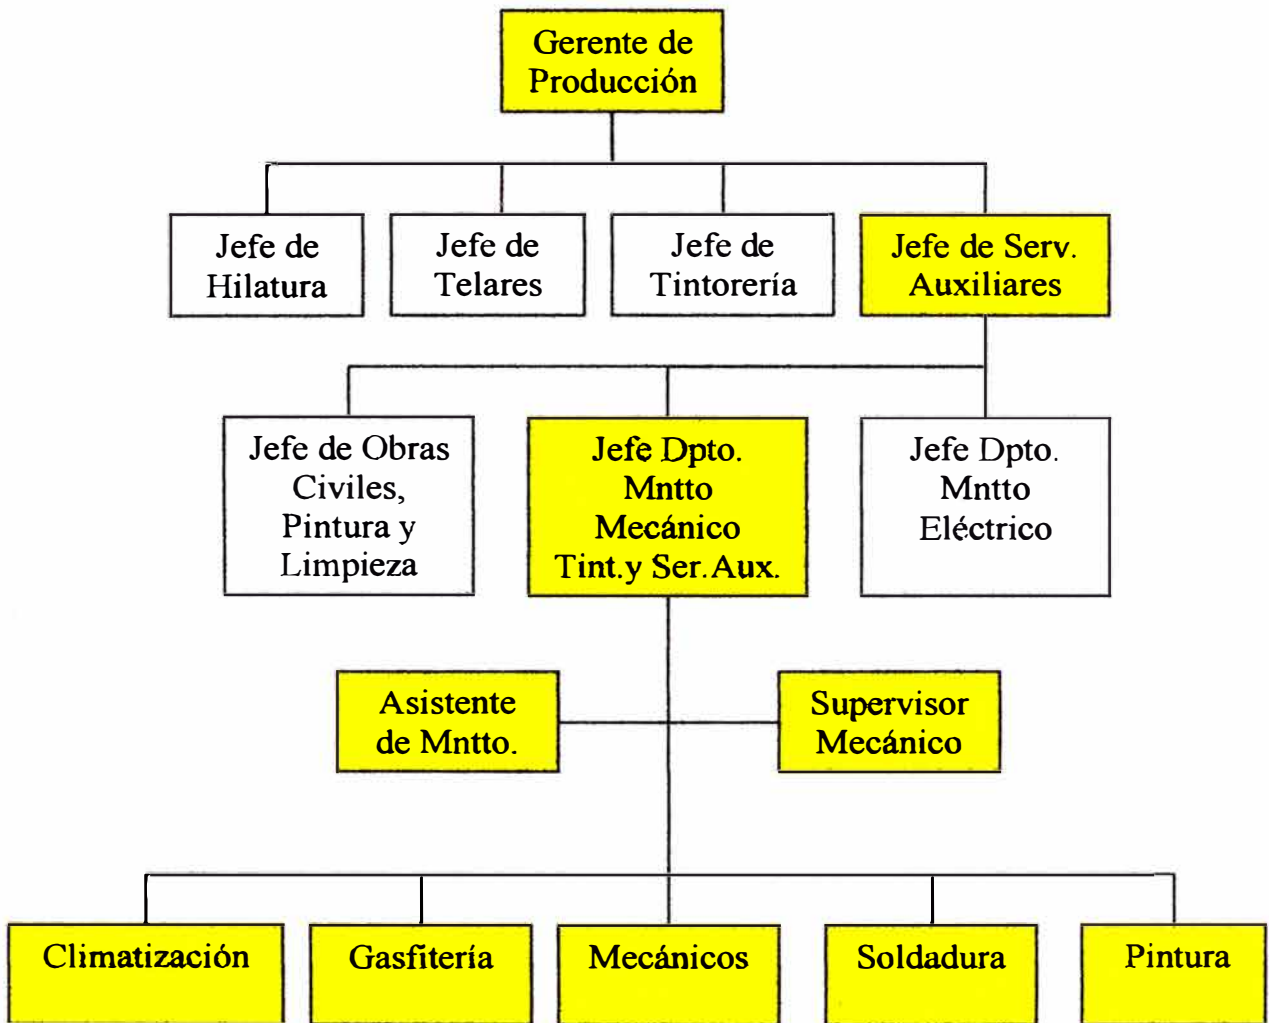 Gerente de
Producción
Jefe de
Hilatura
Jefe de
Telares
Jefe de
Tintorería
Jefe de Serv.
Auxiliares
Jefe de Obras
Civiles,
Pintura y
Limpieza
Jefe Dpto.
Mntto
Mecánico
Tint.y Ser.Aux.
Jefe Dpto.
Mntto
Eléctrico
Asistente
de Mntto.
Supervisor
Mecánico
Climatización
Gasfitería
Mecánicos
Soldadura
Pintura